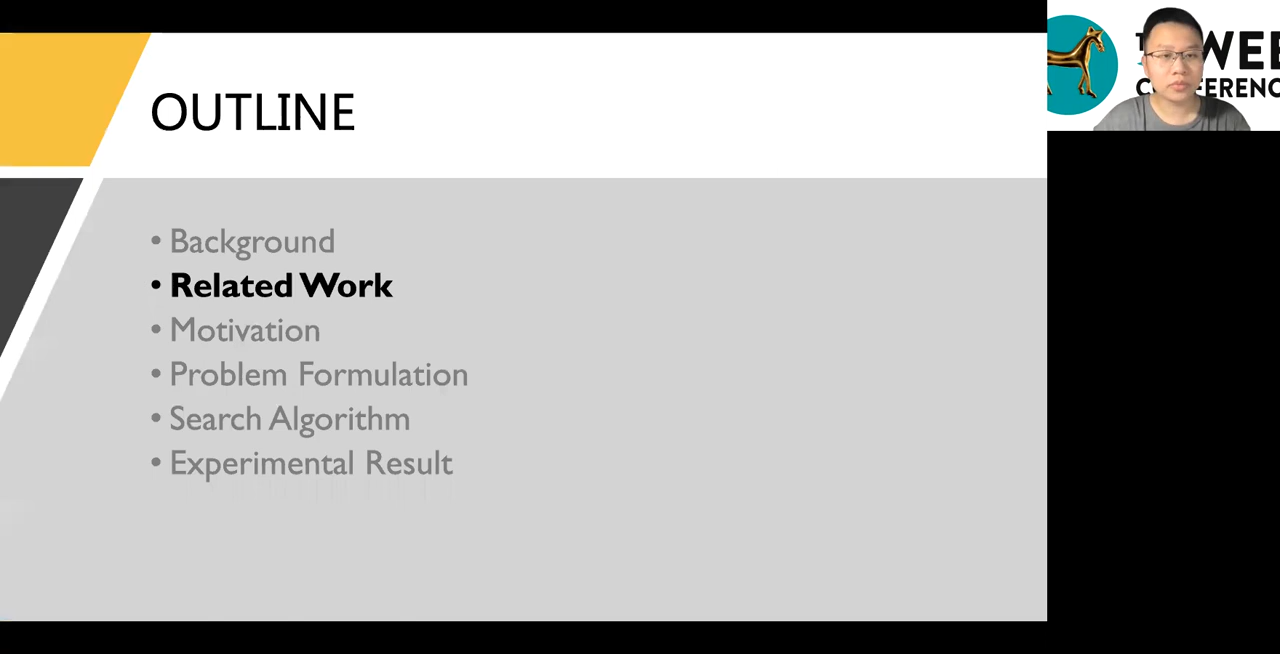 OUTLINE
• Background
• Related Work
• Motivation
• Problem Formulation
• Search Algorithm
• Experimental Result